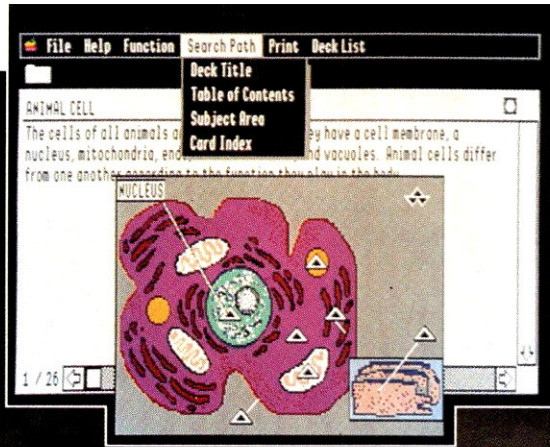 File Help Function Search Path Print Deck List
Deck Title
Table of Contents
Subject Area
Card Index
ANIMAL CELL
The cells of all animals a ey have a cell membrane, a
nucleus, mitochondria, and vacuoles. Animal cells differ
from one another according to the function they play in the body.
NUCLEUS
1 / 26